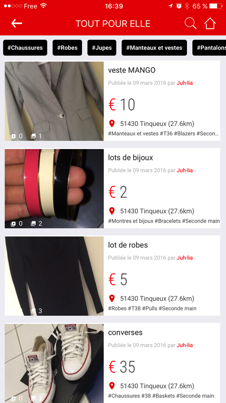 Free 16:39 65 %
TOUT POUR ELLE
#Chaussures #Robes #Jupes #Manteaux et vestes #Pantalons
veste MANGO
Publiée le 09 mars 2016 par Juh-lia
€ 10
51430 Tinqueux (27.6km)
#Manteaux et vestes #T36 #Blazers #Secon...
0 1
lots de bijoux
Publiée le 09 mars 2016 par Juh-lia
€ 2
51430 Tinqueux (27.6km)
#Montres et bijoux #Bracelets #Seconde main
0 2
lot de robes
Publiée le 09 mars 2016 par Juh-lia
€ 5
51430 Tinqueux (27.6km)
#Robes #T38 #Pulls #Seconde main
3
converses
Publiée le 09 mars 2016 par Juh-lia
€ 35
51430 Tinqueux (27.6km)
#Chaussures #38 #Baskets #Seconde main
0 3